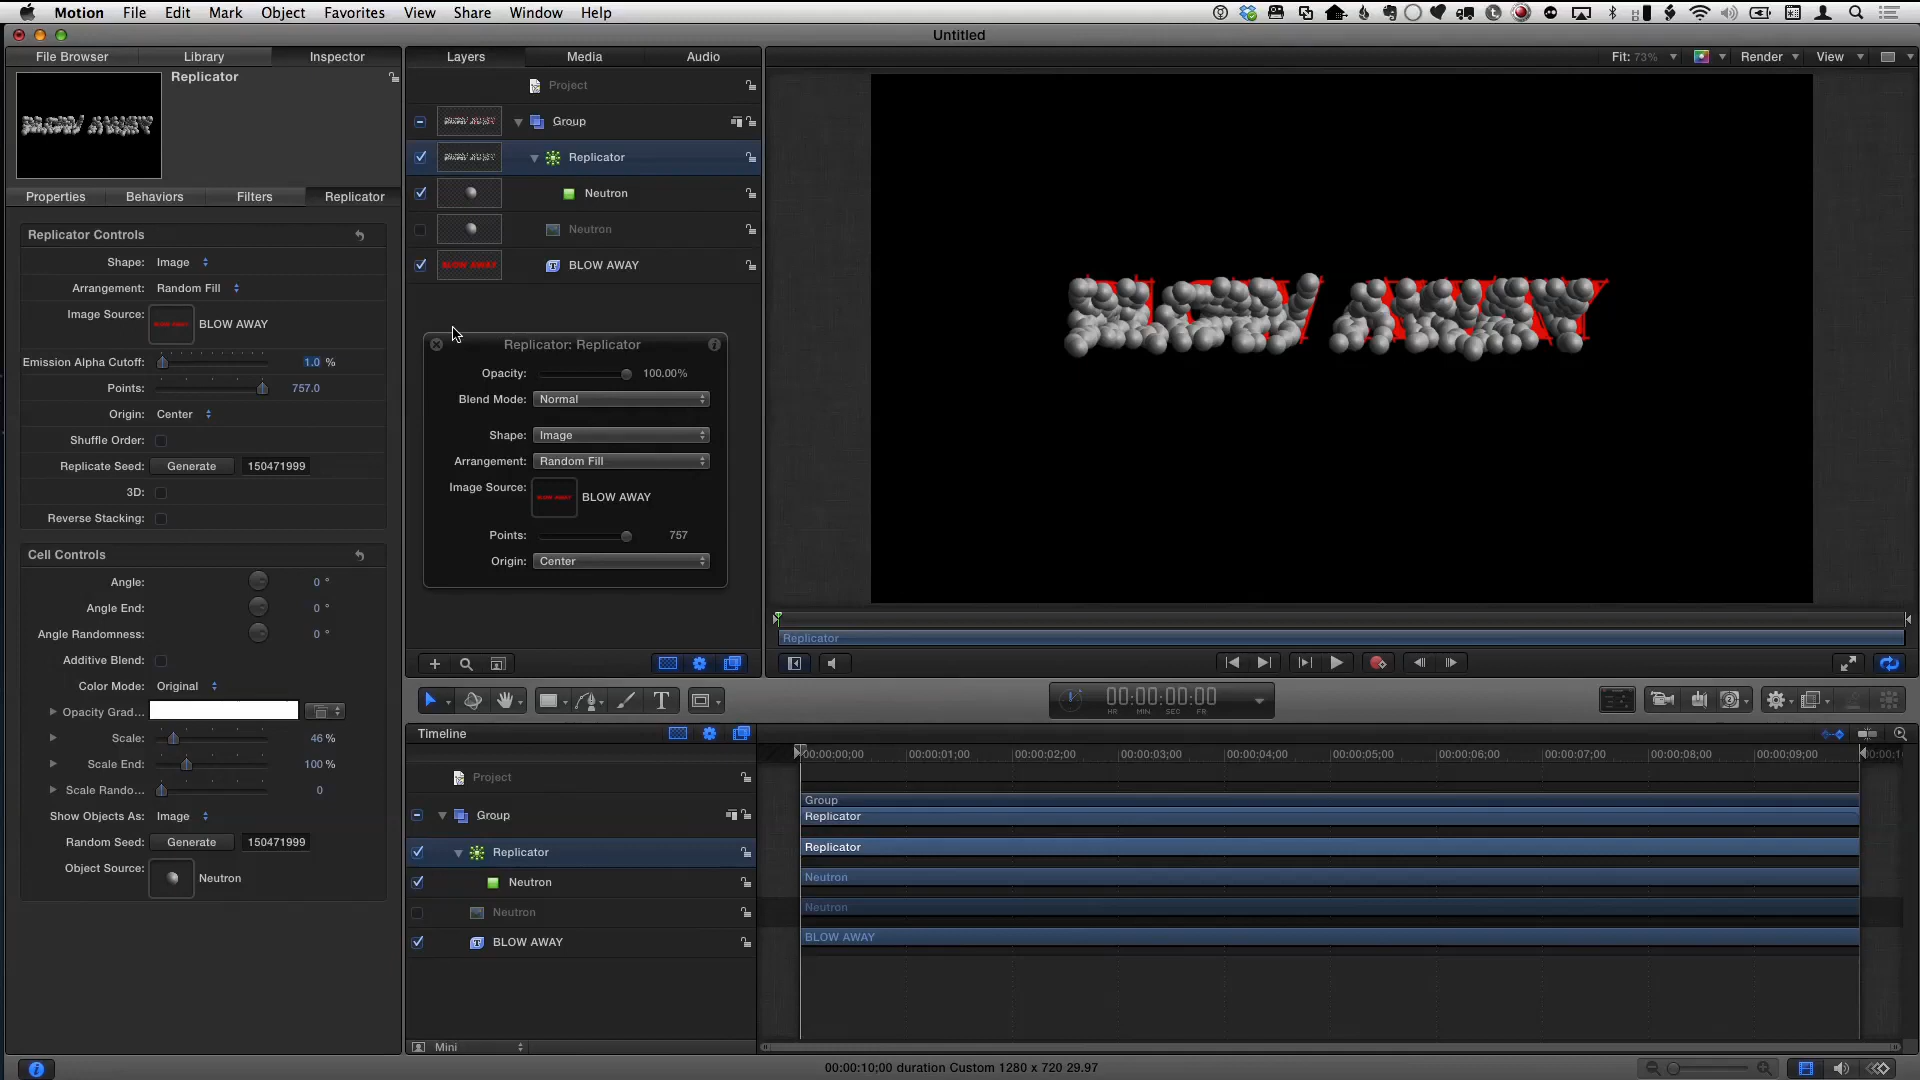 Motion File Edit Mark Object Favorites View Share Window Help
Untitled
File Browser Library Inspector
Replicator
Properties Behaviors Filters Replicator
Replicator Controls
Shape: Image
Arrangement: Random Fill
Image Source: BLOW AWAY
Emission Alpha Cutoff: 1.0 %
Points: 757.0
Origin: Center
Shuffle Order:
Replicate Seed: Generate 150471999
3D:
Reverse Stacking:
Cell Controls
Angle: 0 °
Angle End: 0 °
Angle Randomness: 0 °
Additive Blend:
Color Mode: Original
Opacity Grad...
Scale: 46 %
Scale End: 100 %
Scale Rando... 0
Show Objects As: Image
Random Seed: Generate 150471999
Object Source: Neutron
Layers Media Audio
Project
Group
Replicator
Neutron
Neutron
BLOW AWAY
Replicator: Replicator
Opacity: 100.00%
Blend Mode: Normal
Shape: Image
Arrangement: Random Fill
Image Source: BLOW AWAY
Points: 757
Origin: Center
Fit: 73% Render View
BLOW AWAY
Replicator
00:00:00:00
HR MIN SEC FR
Timeline
Project
Group
Replicator
Neutron
Neutron
BLOW AWAY
Mini
00:00:00;00 00:00:01;00 00:00:02;00 00:00:03;00 00:00:04;00 00:00:05;00 00:00:06;00 00:00:07;00 00:00:08;00 00:00:09;00
Group
Replicator
Replicator
Neutron
Neutron
BLOW AWAY
00:00:10;00 duration Custom 1280 x 720 29.97